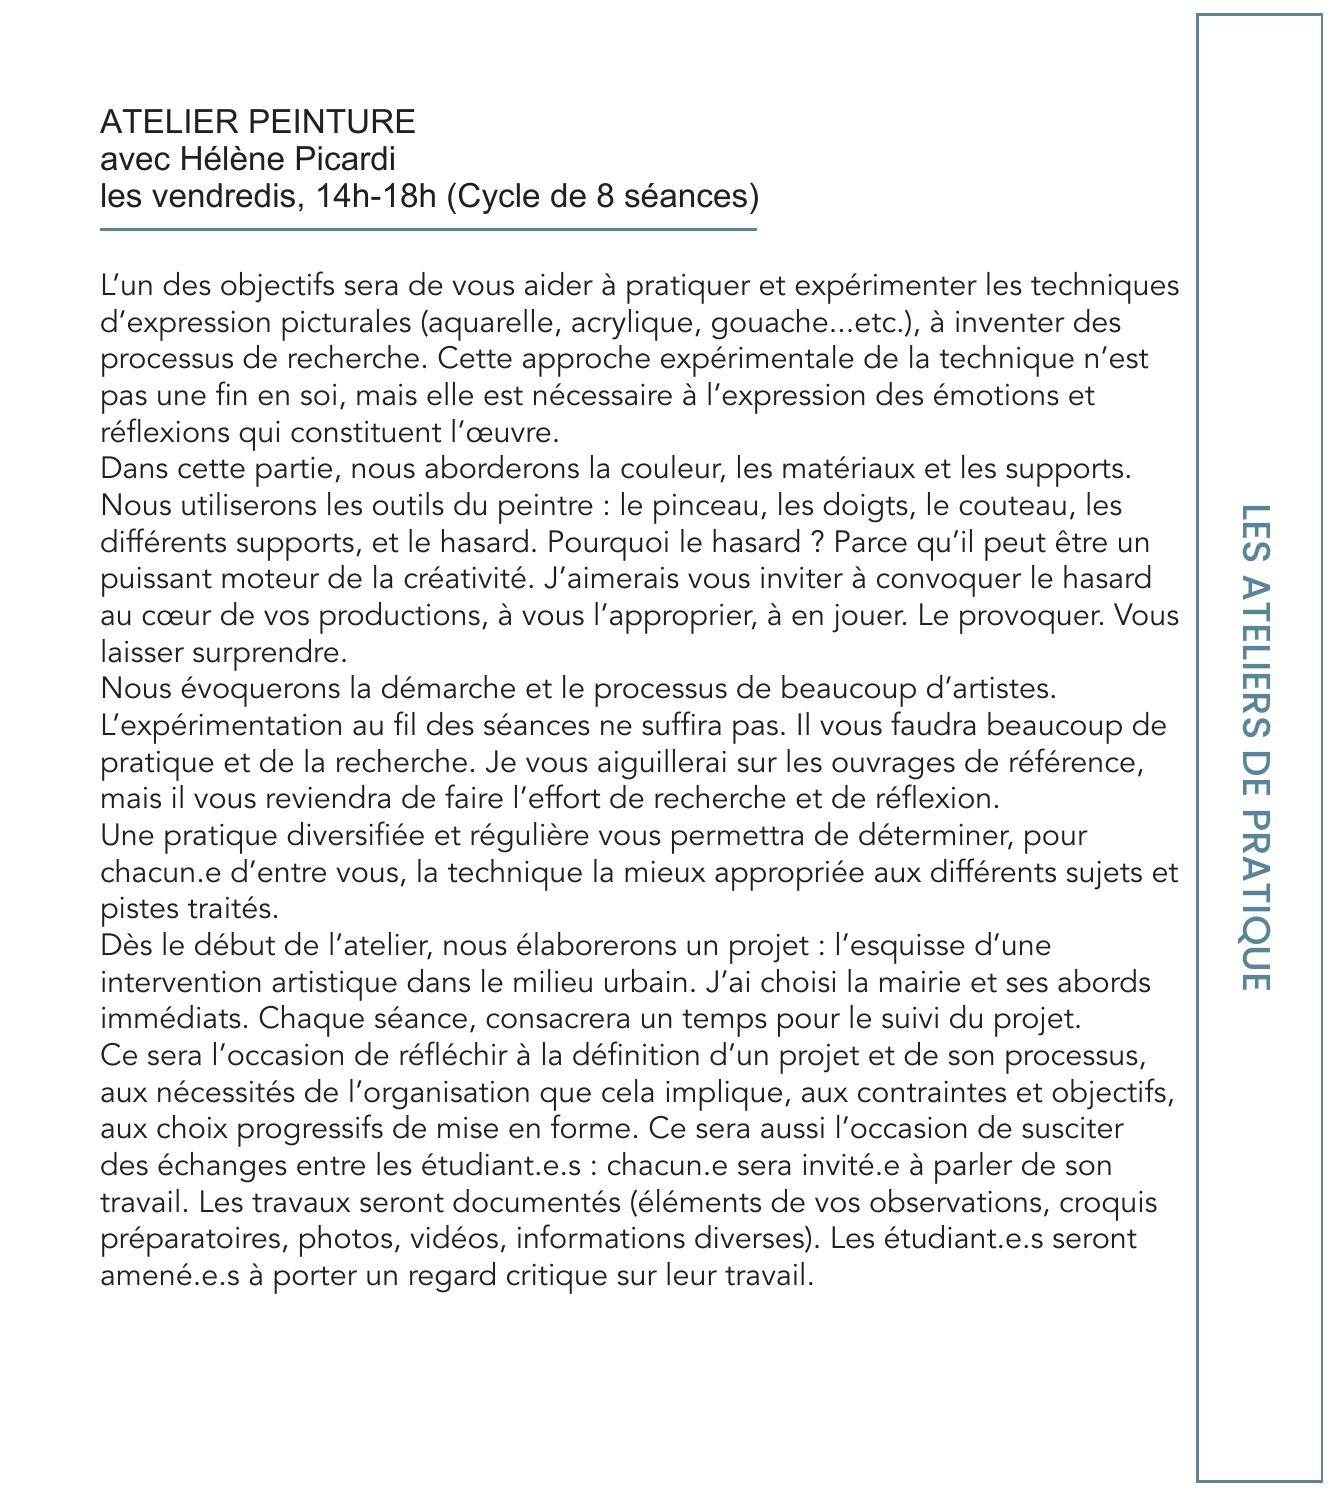 ATELIER PEINTURE
avec Hélène Picardi
les vendredis, 14h-18h (Cycle de 8 séances)
L’un des objectifs sera de vous aider à pratiquer et expérimenter les techniques
d’expression picturales (aquarelle, acrylique, gouache...etc.), à inventer des
processus de recherche. Cette approche expérimentale de la technique n’est
pas une fin en soi, mais elle est nécessaire à l’expression des émotions et
réflexions qui constituent l’œuvre.
Dans cette partie, nous aborderons la couleur, les matériaux et les supports.
Nous utiliserons les outils du peintre : le pinceau, les doigts, le couteau, les
différents supports, et le hasard. Pourquoi le hasard ? Parce qu’il peut être un
puissant moteur de la créativité. J’aimerais vous inviter à convoquer le hasard
au cœur de vos productions, à vous l’approprier, à en jouer. Le provoquer. Vous
laisser surprendre.
Nous évoquerons la démarche et le processus de beaucoup d’artistes.
L’expérimentation au fil des séances ne suffira pas. Il vous faudra beaucoup de
pratique et de la recherche. Je vous aiguillerai sur les ouvrages de référence,
mais il vous reviendra de faire l’effort de recherche et de réflexion.
Une pratique diversifiée et régulière vous permettra de déterminer, pour
chacun.e d’entre vous, la technique la mieux appropriée aux différents sujets et
pistes traités.
Dès le début de l’atelier, nous élaborerons un projet : l’esquisse d’une
intervention artistique dans le milieu urbain. J’ai choisi la mairie et ses abords
immédiats. Chaque séance, consacrera un temps pour le suivi du projet.
Ce sera l’occasion de réfléchir à la définition d’un projet et de son processus,
aux nécessités de l’organisation que cela implique, aux contraintes et objectifs,
aux choix progressifs de mise en forme. Ce sera aussi l’occasion de susciter
des échanges entre les étudiant.e.s : chacun.e sera invité.e à parler de son
travail. Les travaux seront documentés (éléments de vos observations, croquis
préparatoires, photos, vidéos, informations diverses). Les étudiant.e.s seront
amené.e.s à porter un regard critique sur leur travail.
LES ATELIERS DE PRATIQUE